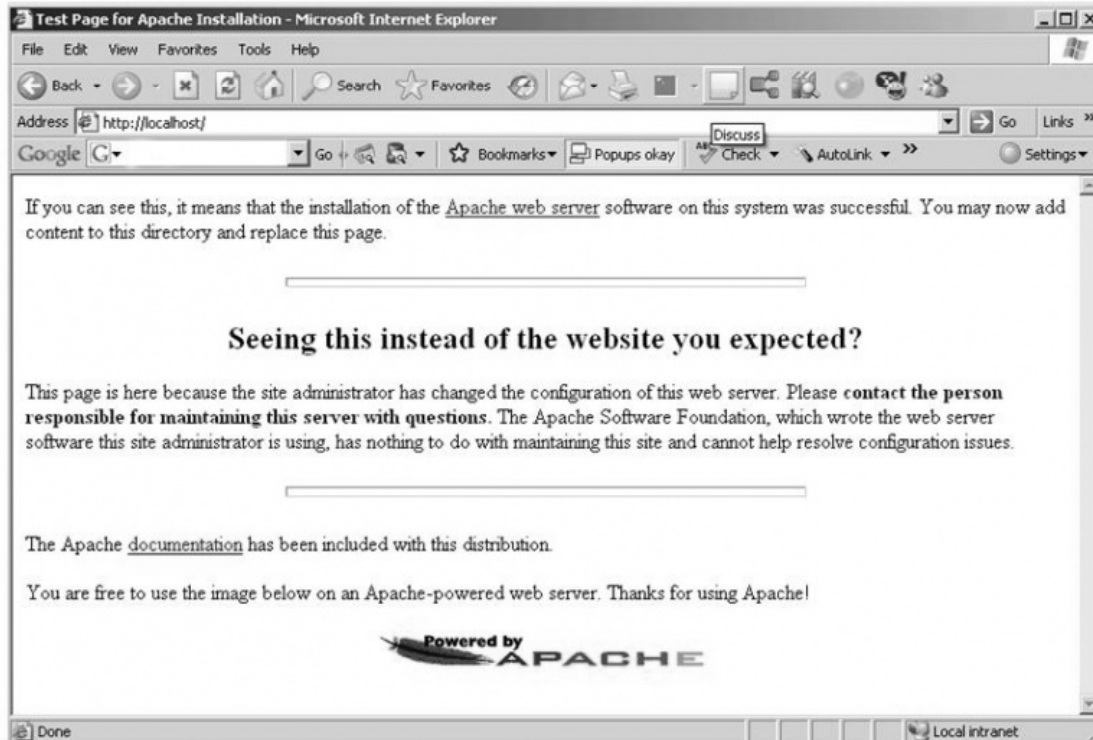 Test Page for Apache Installation - Microsoft Internet Explorer
File Edit View Favorites Tools Help
Back Search Favorites
Address http://localhost/ Go Links »
Discuss
Google G Go Bookmarks Popups okay ABC Check AutoLink » Settings
If you can see this, it means that the installation of the Apache web server software on this system was successful. You may now add
content to this directory and replace this page.
Seeing this instead of the website you expected?
This page is here because the site administrator has changed the configuration of this web server. Please contact the person
responsible for maintaining this server with questions. The Apache Software Foundation, which wrote the web server
software this site administrator is using, has nothing to do with maintaining this site and cannot help resolve configuration issues.
The Apache documentation has been included with this distribution.
You are free to use the image below on an Apache-powered web server. Thanks for using Apache!
Powered by
APACHE
Done Local intranet